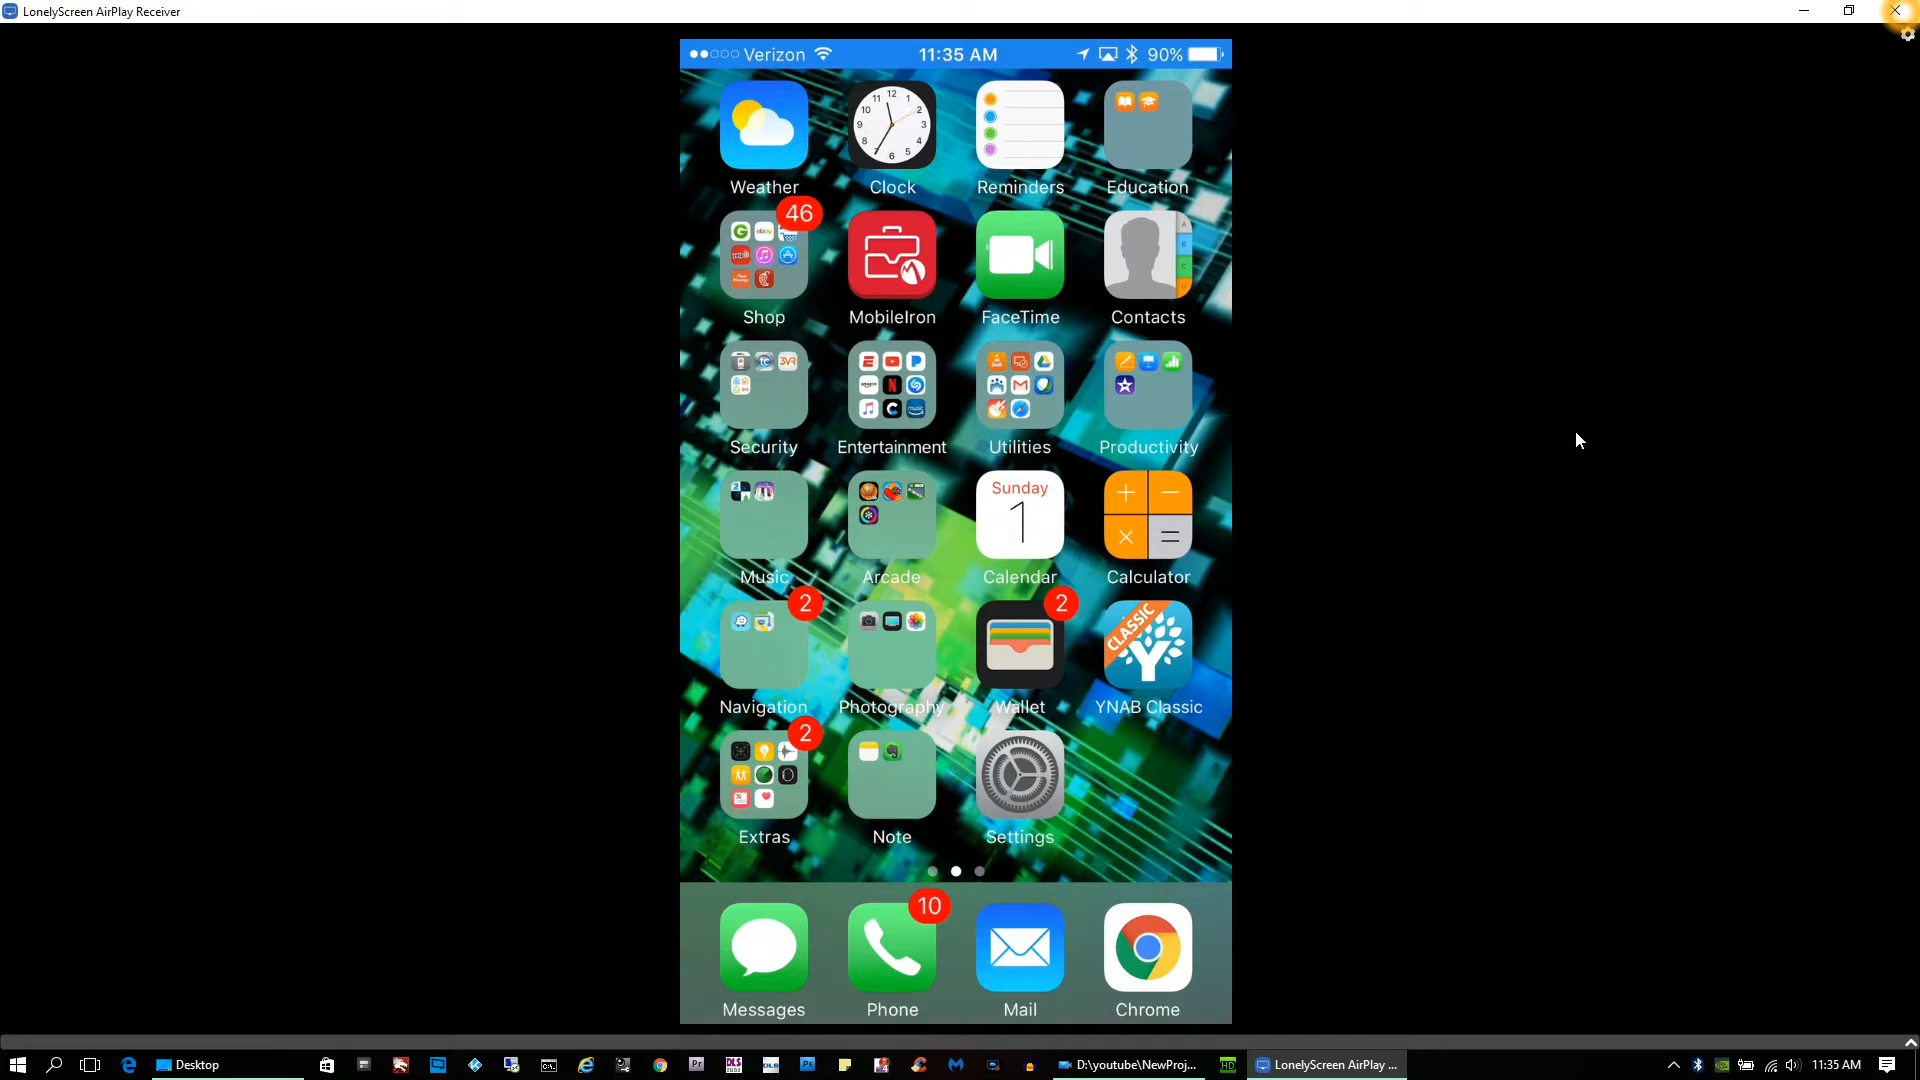 LonelyScreen AirPlay Receiver
Verizon 11:35 AM 90%
Weather Clock Reminders Education
46
Shop MobileIron FaceTime Contacts
Security Entertainment Utilities Productivity
Sunday
1
Music Arcade Calendar Calculator
2 2
CLASSIC
Navigation Photography Wallet YNAB Classic
2
Extras Note Settings
10
Messages Phone Mail Chrome
Desktop D:\youtube\NewProj... LonelyScreen AirPlay ... 11:35 AM